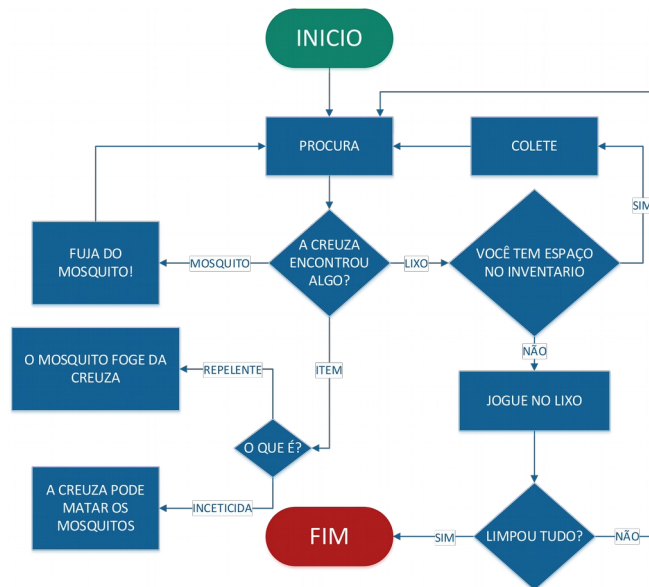 INICIO
PROCURA
COLETE
SIM
FUJA DO
MOSQUITO!
MOSQUITO
A CREUZA
ENCONTROU
ALGO?
LIXO
VOCÊ TEM ESPAÇO
NO INVENTARIO
NÃO
O MOSQUITO FOGE DA
CREUZA
REPELENTE
ITEM
JOGUE NO LIXO
O QUE É?
A CREUZA PODE
MATAR OS
MOSQUITOS
INCETICIDA
FIM
SIM
LIMPOU TUDO?
NÃO